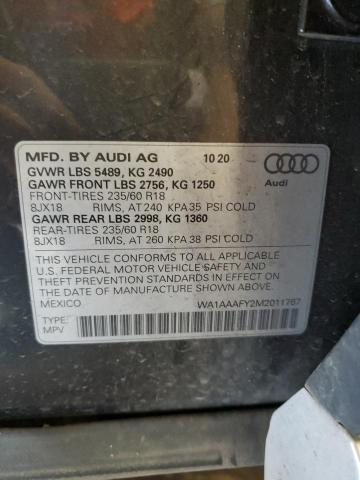 MFD. BY AUDI AG 10 20
GVWR LBS 5489, KG 2490
GAWR FRONT LBS 2756, KG 1250
FRONT-TIRES 235/60 R18
8JX18 RIMS, AT 240 KPA 35 PSI COLD
GAWR REAR LBS 2998, KG 1360
REAR-TIRES 235/60 R18
8JX18 RIMS, AT 260 KPA 38 PSI COLD
Audi
THIS VEHICLE CONFORMS TO ALL APPLICABLE
U.S. FEDERAL MOTOR VEHICLE SAFETY, AND
THEFT PREVENTION STANDARDS IN EFFECT ON
THE DATE OF MANUFACTURE SHOWN ABOVE.
MEXICO WA1AAAFY2M2011767
TYPE:
MPV